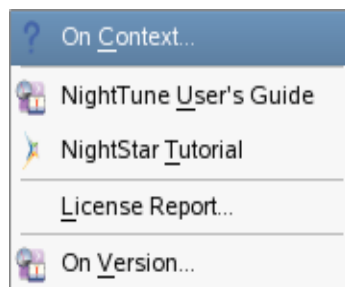 On Context...
NightTune User's Guide
NightStar Tutorial
License Report...
On Version...